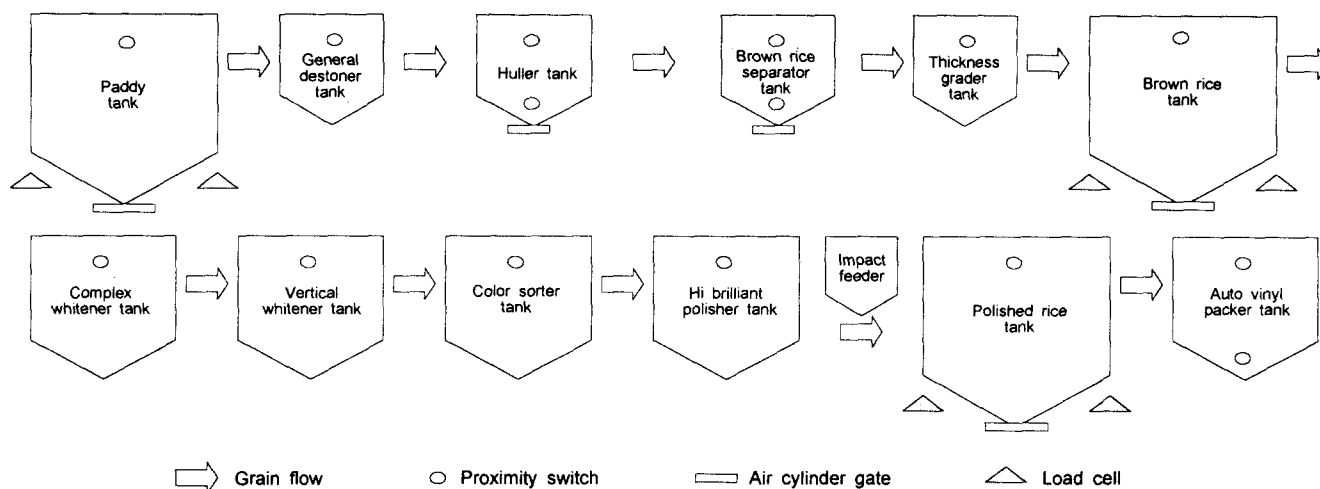 Paddy
tank
General
destoner
tank
Huller tank
Brown rice
separator
tank
Thickness
grader
tank
Brown rice
tank
Complex
whitener tank
Vertical
whitener tank
Color sorter
tank
Hi brilliant
polisher tank
Impact
feeder
Polished rice
tank
Auto vinyl
packer tank
Grain flow
Proximity switch
Air cylinder gate
Load cell